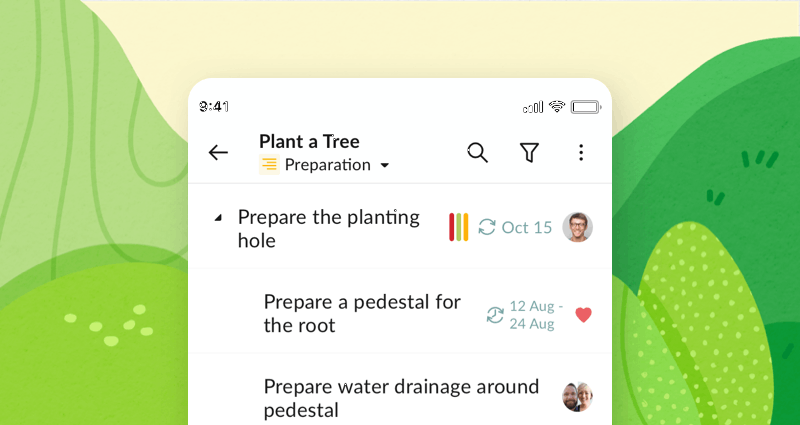 9:41
Plant a Tree
Preparation
Prepare the planting
hole
Oct 15
Prepare a pedestal for
the root
12 Aug -
24 Aug
Prepare water drainage around
pedestal